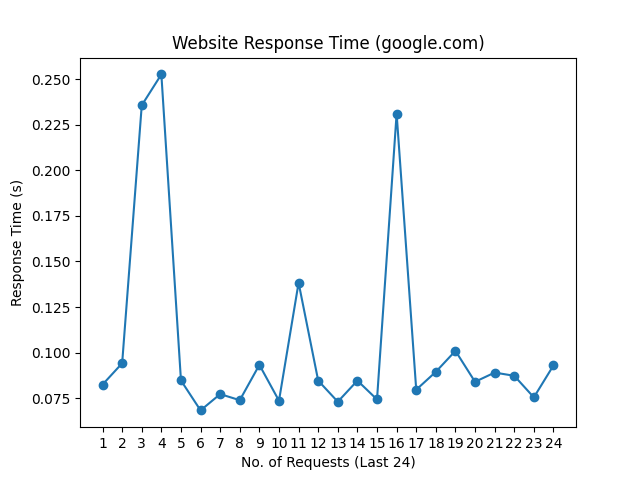 Website Response Time (google.com)
0.250
0.225
0.200
0.175
0.150
0.125
0.100
0.075
Response Time (s)
1 2 3 4 5 6 7 8 9 10 11 12 13 14 15 16 17 18 19 20 21 22 23 24
No. of Requests (Last 24)